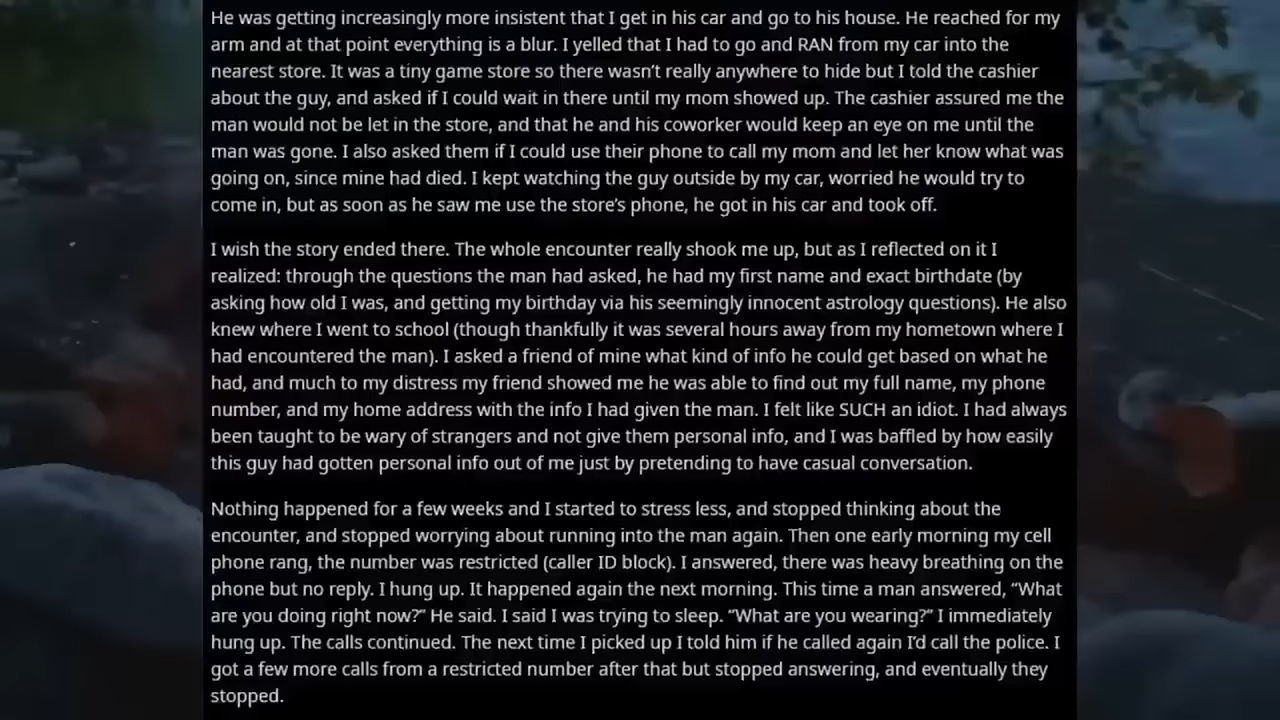 He was getting increasingly more insistent that I get in his car and go to his house. He reached for my
arm and at that point everything is a blur. I yelled that I had to go and RAN from my car into the
nearest store. It was a tiny game store so there wasn’t really anywhere to hide but I told the cashier
about the guy, and asked if I could wait in there until my mom showed up. The cashier assured me the
man would not be let in the store, and that he and his coworker would keep an eye on me until the
man was gone. I also asked them if I could use their phone to call my mom and let her know what was
going on, since mine had died. I kept watching the guy outside by my car, worried he would try to
come in, but as soon as he saw me use the store’s phone, he got in his car and took off.
I wish the story ended there. The whole encounter really shook me up, but as I reflected on it I
realized: through the questions the man had asked, he had my first name and exact birthdate (by
asking how old I was, and getting my birthday via his seemingly innocent astrology questions). He also
knew where I went to school (though thankfully it was several hours away from my hometown where I
had encountered the man). I asked a friend of mine what kind of info he could get based on what he
had, and much to my distress my friend showed me he was able to find out my full name, my phone
number, and my home address with the info I had given the man. I felt like SUCH an idiot. I had always
been taught to be wary of strangers and not give them personal info, and I was baffled by how easily
this guy had gotten personal info out of me just by pretending to have casual conversation.
Nothing happened for a few weeks and I started to stress less, and stopped thinking about the
encounter, and stopped worrying about running into the man again. Then one early morning my cell
phone rang, the number was restricted (caller ID block). I answered, there was heavy breathing on the
phone but no reply. I hung up. It happened again the next morning. This time a man answered, “What
are you doing right now?” He said. I said I was trying to sleep. “What are you wearing?” I immediately
hung up. The calls continued. The next time I picked up I told him if he called again I’d call the police. I
got a few more calls from a restricted number after that but stopped answering, and eventually they
stopped.